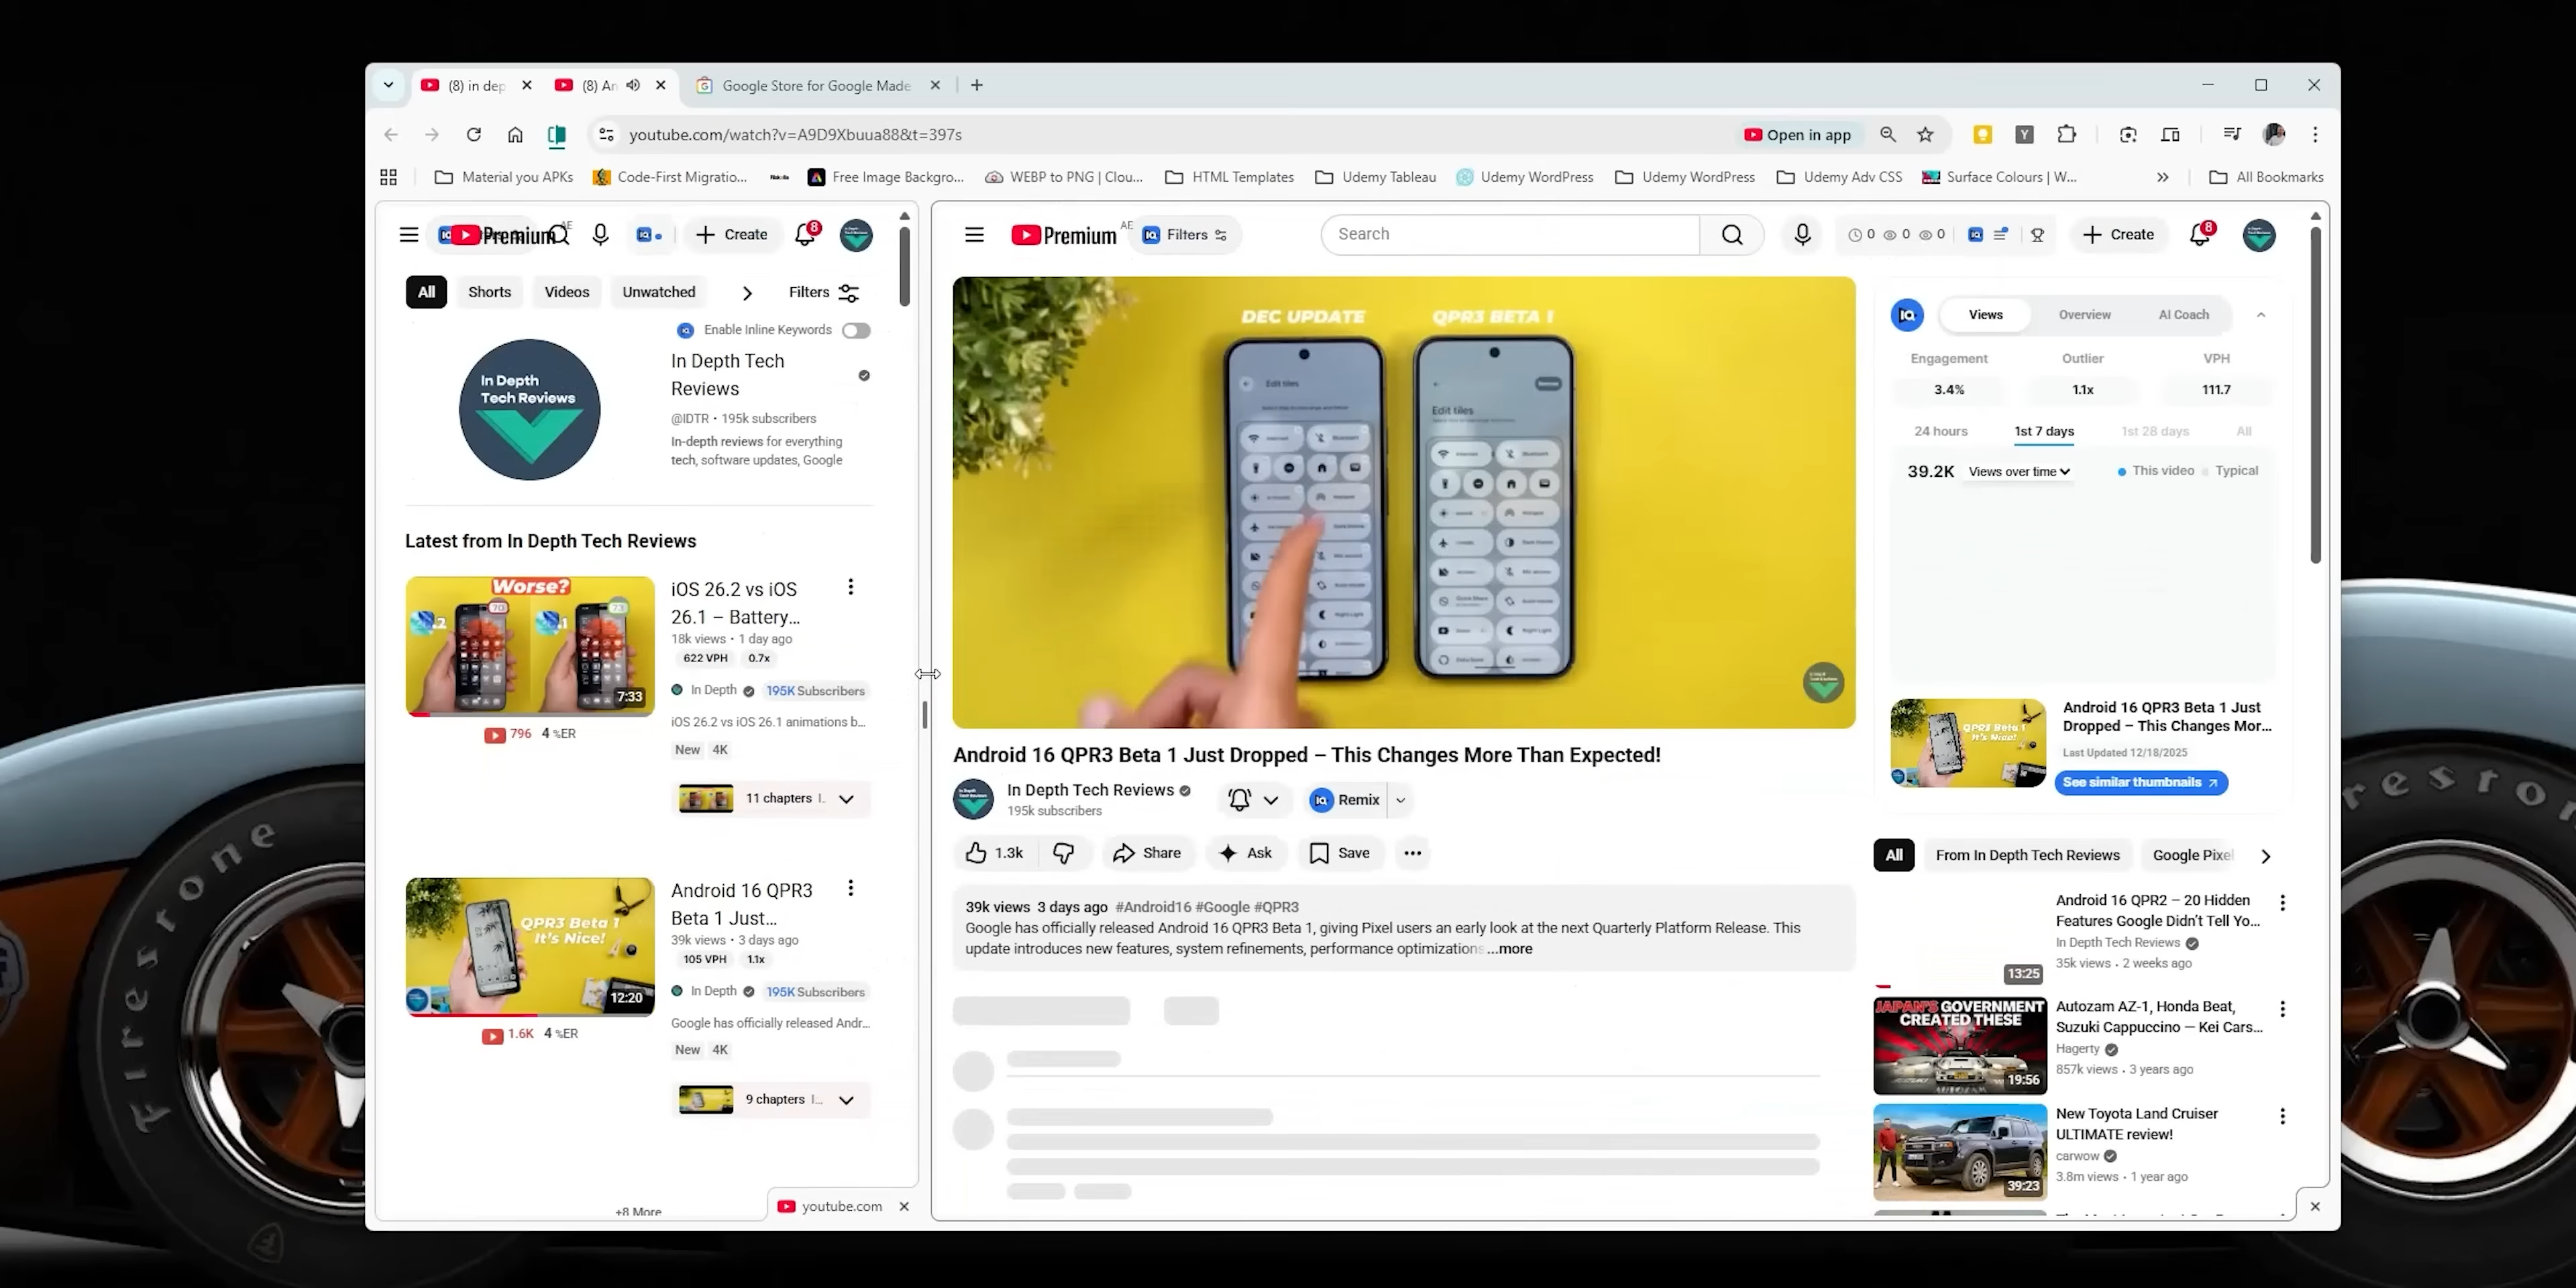 (8) in dep
(8) An
Google Store for Google Made
youtube.com/watch?v=A9D9Xbuua88&t=397s
Open in app
Material you APKs
Code-First Migratio...
Free Image Backgro...
WEBP to PNG | Clou...
HTML Templates
Udemy Tableau
Udemy WordPress
Udemy WordPress
Udemy Adv CSS
Surface Colours | W...
All Bookmarks
Premium
AE
Create
8
All
Shorts
Videos
Unwatched
Filters
Enable Inline Keywords
In Depth
Tech Reviews
In Depth Tech
Reviews
@IDTR • 195k subscribers
In-depth reviews for everything
tech, software updates, Google
Latest from In Depth Tech Reviews
Worse?
7:33
iOS 26.2 vs iOS
26.1 – Battery...
18k views • 1 day ago
622 VPH 0.7x
In Depth 195K Subscribers
iOS 26.2 vs iOS 26.1 animations b...
New 4K
796 4 %ER
11 chapters
QPR3 Beta 1
It's Nice!
12:20
Android 16 QPR3
Beta 1 Just...
39k views • 3 days ago
105 VPH 1.1x
In Depth 195K Subscribers
Google has officially released Andr...
New 4K
1.6K 4 %ER
9 chapters
+8 More
youtube.com
Premium
AE
Filters
Search
0 0 0
Create
8
DEC UPDATE
QPR3 BETA 1
Edit tiles
Edit tiles
Android 16 QPR3 Beta 1 Just Dropped – This Changes More Than Expected!
In Depth Tech Reviews
195k subscribers
Remix
1.3k
Share
Ask
Save
39k views 3 days ago #Android16 #Google #QPR3
Google has officially released Android 16 QPR3 Beta 1, giving Pixel users an early look at the next Quarterly Platform Release. This
update introduces new features, system refinements, performance optimizations ...more
Views
Overview
AI Coach
Engagement
Outlier
VPH
3.4%
1.1x
111.7
24 hours
1st 7 days
1st 28 days
All
39.2K
Views over time
This video
Typical
QPR3 Beta 1
It's Nice!
Android 16 QPR3 Beta 1 Just
Dropped – This Changes Mor...
Last Updated 12/18/2025
See similar thumbnails
All
From In Depth Tech Reviews
Google Pixel
13:25
Android 16 QPR2 – 20 Hidden
Features Google Didn't Tell Yo...
In Depth Tech Reviews
35k views • 2 weeks ago
JAPAN'S GOVERNMENT
CREATED THESE
19:56
Autozam AZ-1, Honda Beat,
Suzuki Cappuccino — Kei Cars...
Hagerty
857k views • 3 years ago
39:23
New Toyota Land Cruiser
ULTIMATE review!
carwow
3.8m views • 1 year ago
Firestone